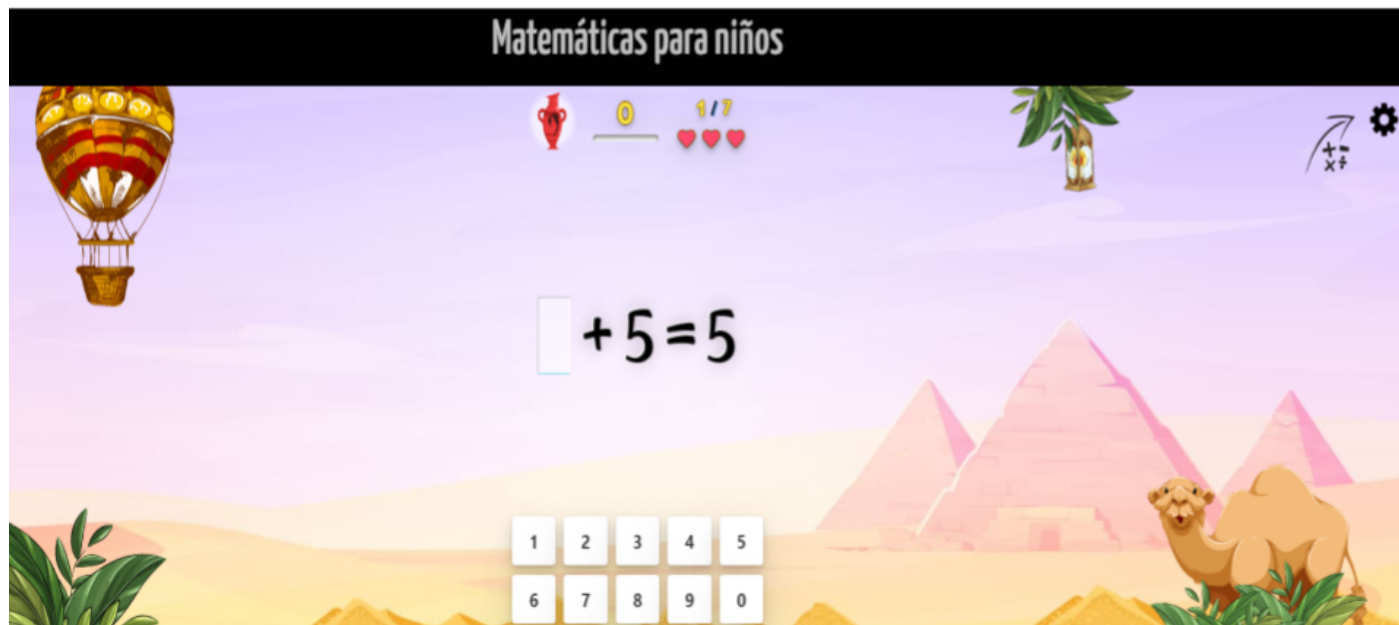 Matemáticas para niños
0
1/7
+ -
x ÷
+ 5 = 5
1 2 3 4 5
6 7 8 9 0